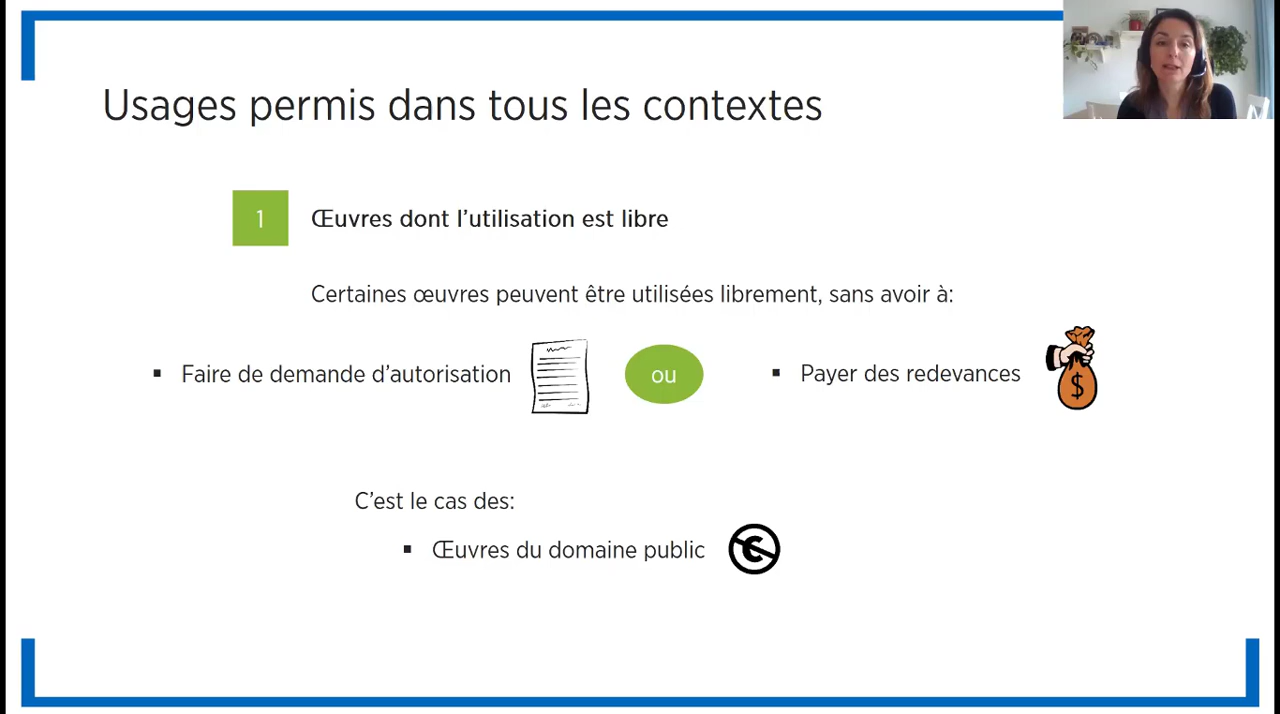 Usages permis dans tous les contextes
1 Œuvres dont l’utilisation est libre
Certaines œuvres peuvent être utilisées librement, sans avoir à:
▪ Faire de demande d’autorisation
ou
▪ Payer des redevances
$
C’est le cas des:
▪ Œuvres du domaine public